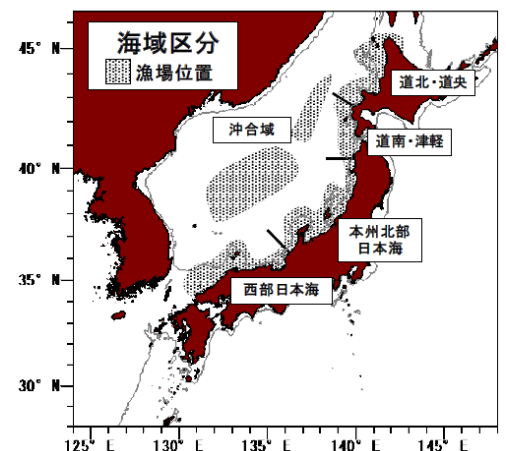 海域区分
漁場位置
45° N
道北・道央
沖合域
道南・津軽
40° N
本州北部
日本海
35° N
西部日本海
30° N
125° E
130° E
135° E
140° E
145° E